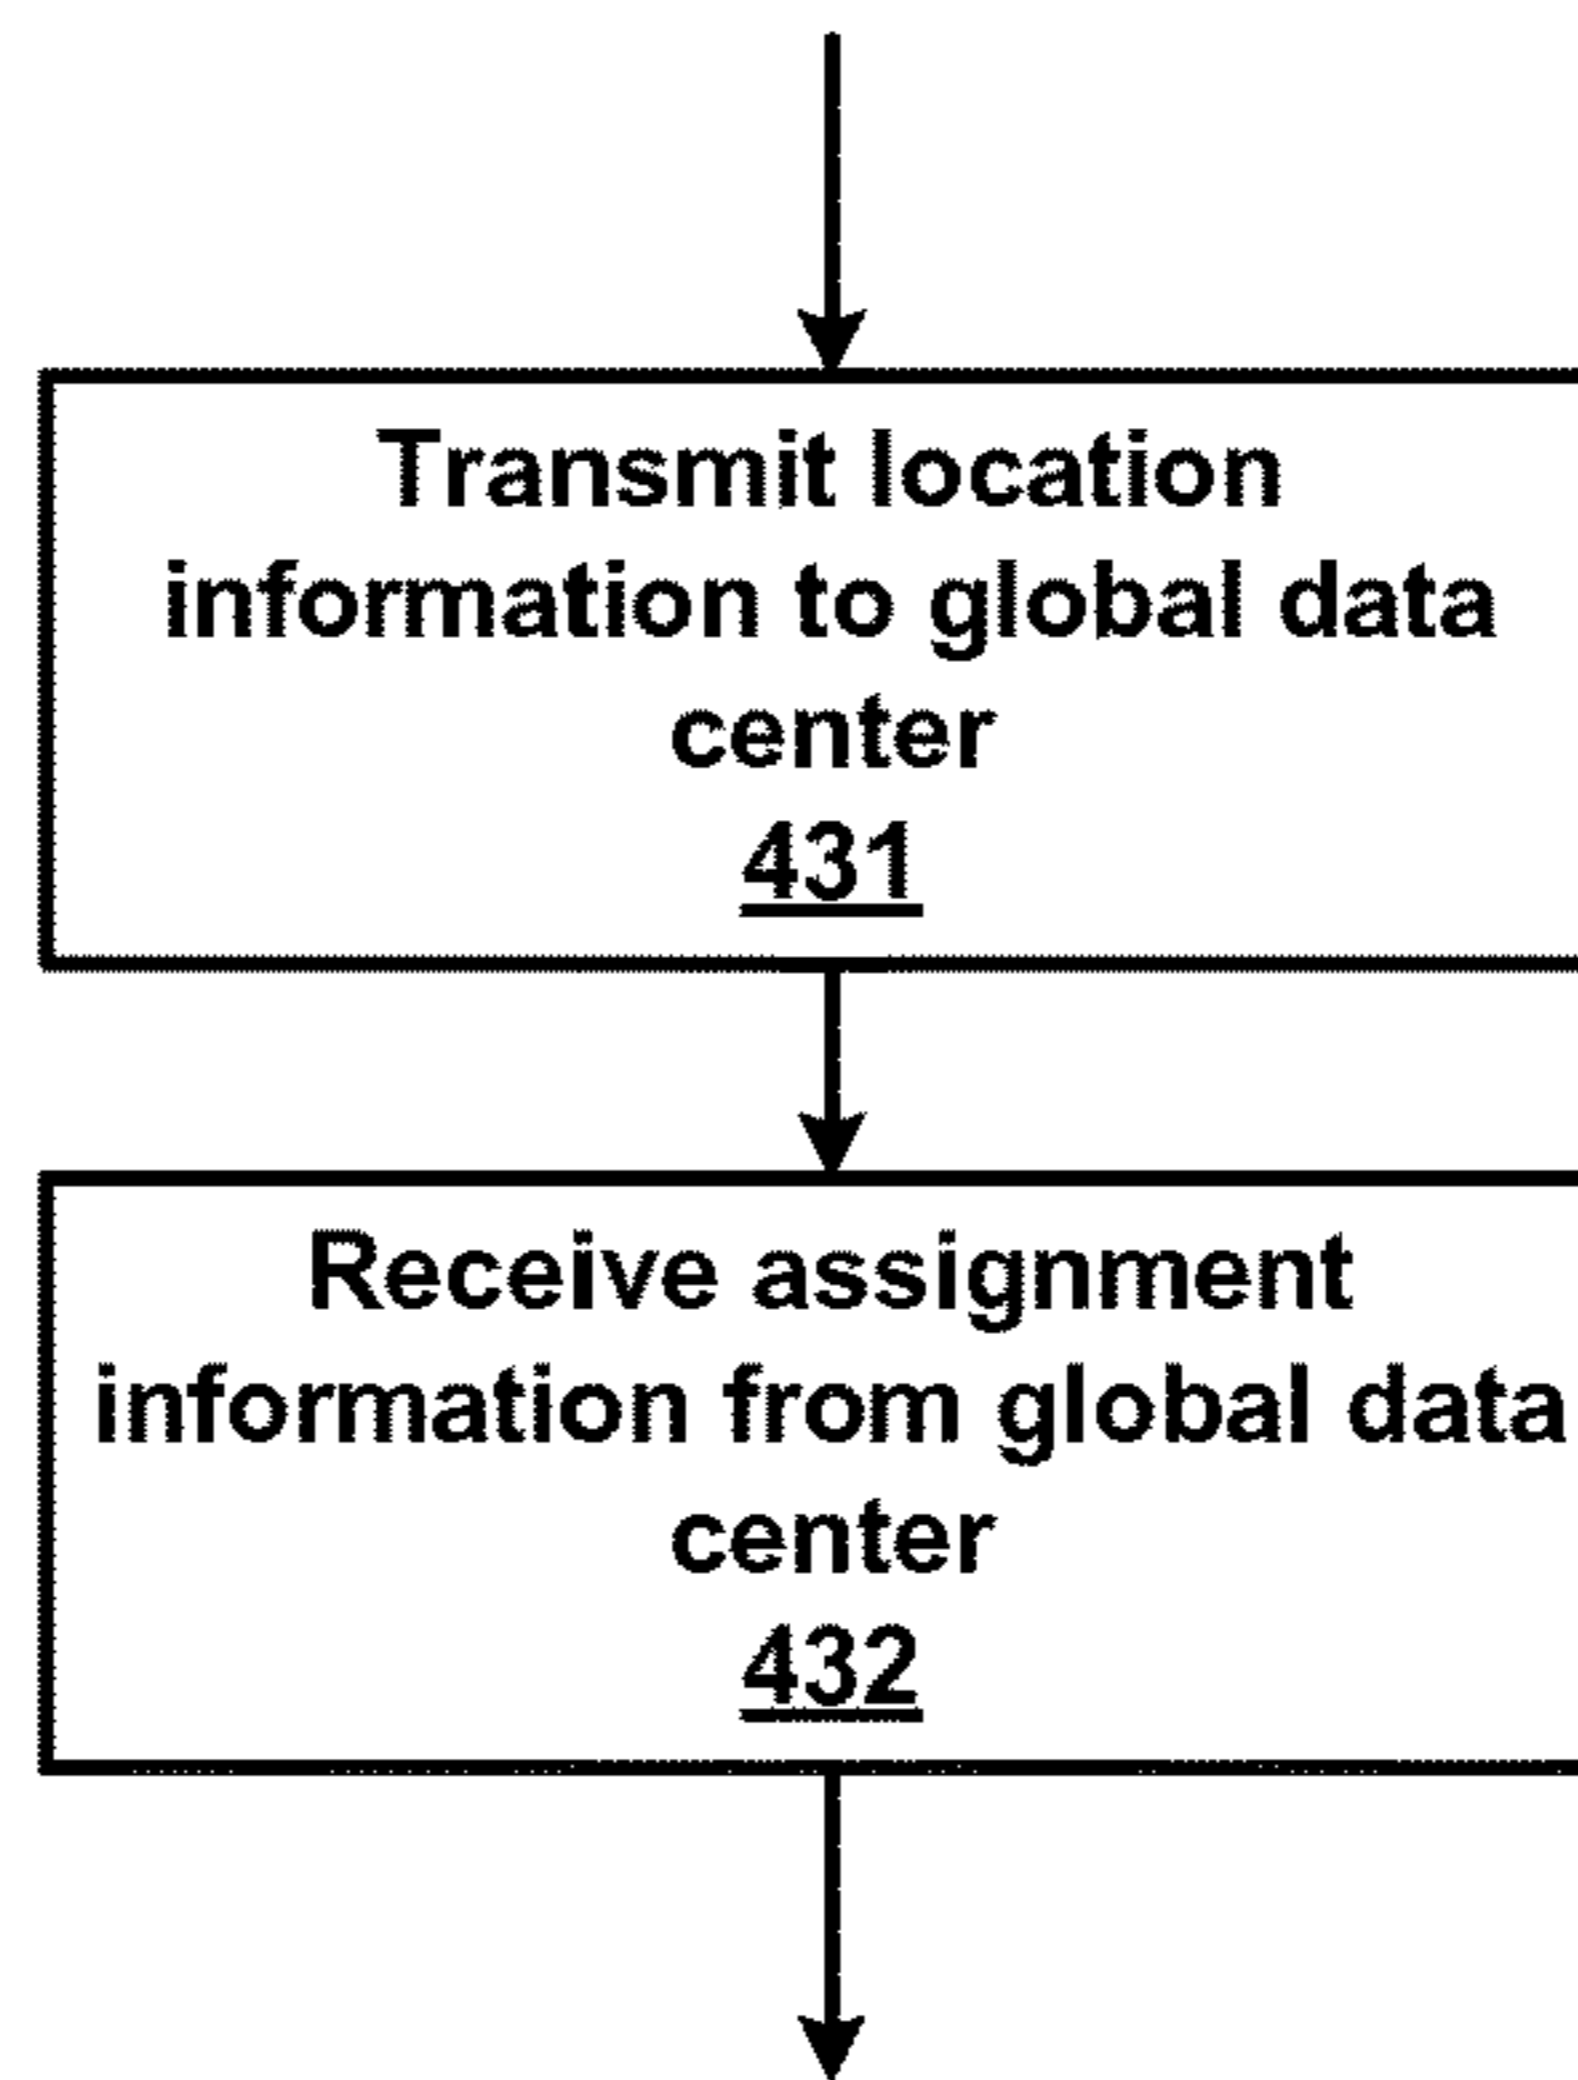 Transmit location
information to global data
center
431
Receive assignment
information from global data
center
432